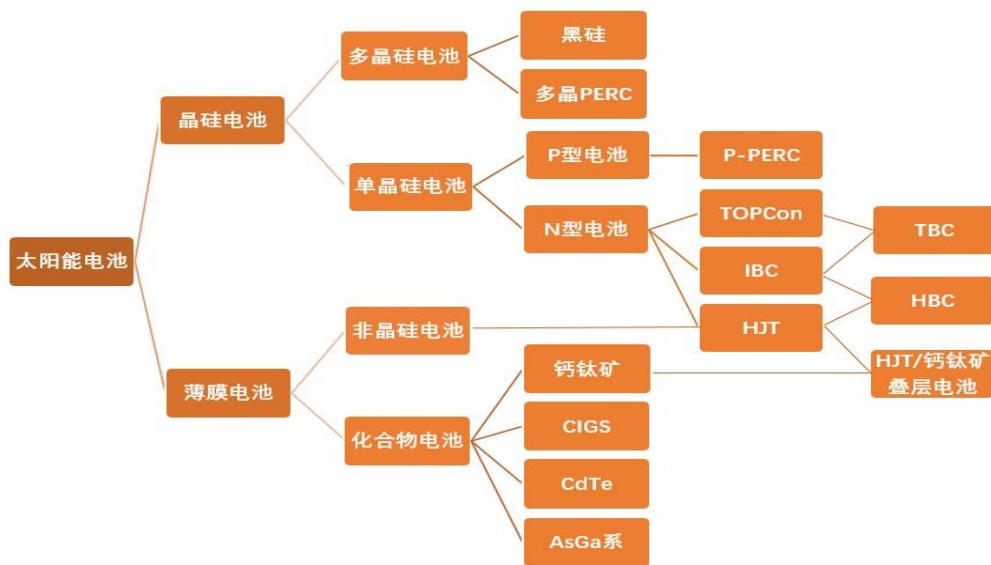 黑硅
多晶硅电池
多晶PERC
晶硅电池
P型电池
P-PERC
单晶硅电池
TOPCon
N型电池
TBC
太阳能电池
IBC
HBC
非晶硅电池
HJT
钙钛矿
HJT/钙钛矿
叠层电池
薄膜电池
CIGS
化合物电池
CdTe
AsGa系